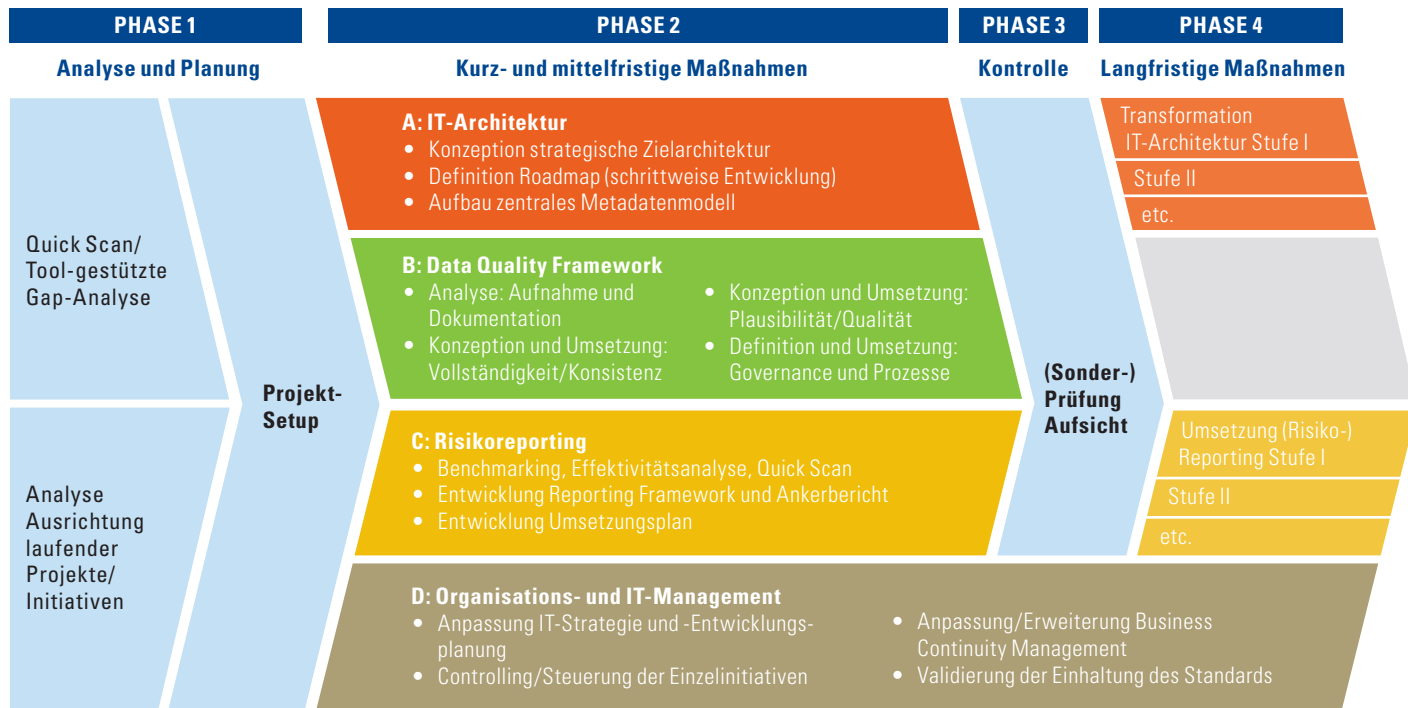 PHASE 1
PHASE 2
PHASE 3
PHASE 4
Analyse und Planung
Kurz- und mittelfristige Maßnahmen
Kontrolle
Langfristige Maßnahmen
Quick Scan/
Tool-gestützte
Gap-Analyse
Analyse
Ausrichtung
laufender
Projekte/
Initiativen
Projekt-
Setup
A: IT-Architektur
• Konzeption strategische Zielarchitektur
• Definition Roadmap (schrittweise Entwicklung)
• Aufbau zentrales Metadatenmodell
B: Data Quality Framework
• Analyse: Aufnahme und
Dokumentation
• Konzeption und Umsetzung:
Vollständigkeit/Konsistenz
• Konzeption und Umsetzung:
Plausibilität/Qualität
• Definition und Umsetzung:
Governance und Prozesse
C: Risikoreporting
• Benchmarking, Effektivitätsanalyse, Quick Scan
• Entwicklung Reporting Framework und Ankerbericht
• Entwicklung Umsetzungsplan
D: Organisations- und IT-Management
• Anpassung IT-Strategie und -Entwicklungs-
planung
• Controlling/Steuerung der Einzelinitiativen
• Anpassung/Erweiterung Business
Continuity Management
• Validierung der Einhaltung des Standards
(Sonder-)
Prüfung
Aufsicht
Transformation
IT-Architektur Stufe I
Stufe II
etc.
Umsetzung (Risiko-)
Reporting Stufe I
Stufe II
etc.